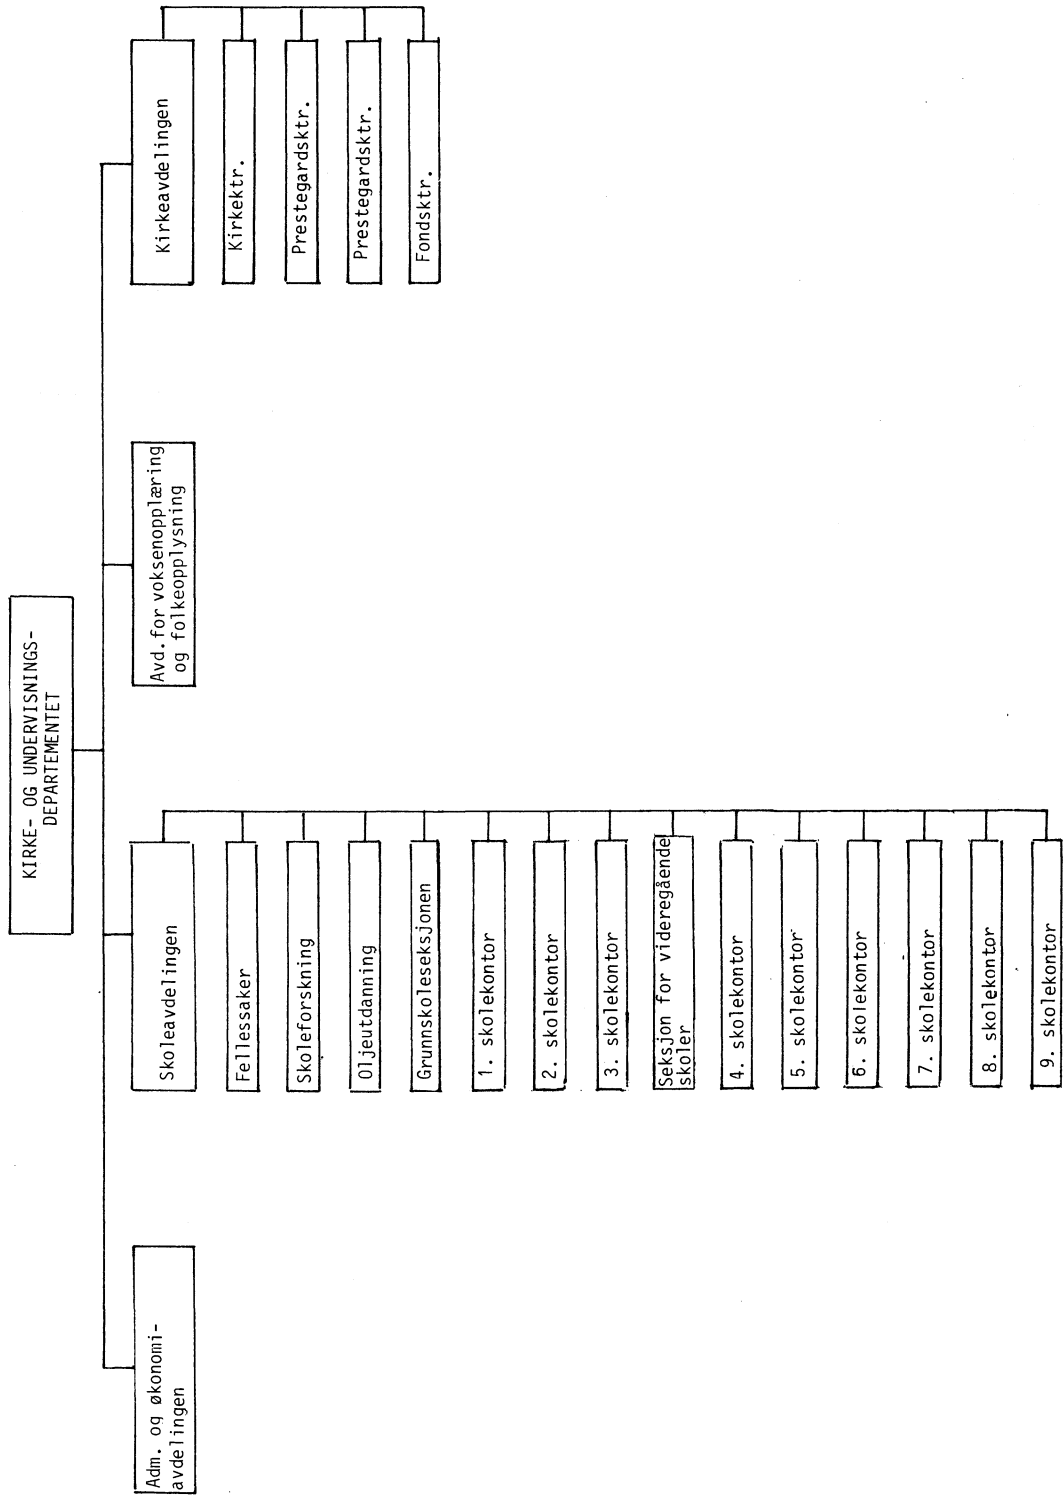 KIRKE- OG UNDERVISNINGS-
DEPARTEMENTET
Adm. og økonomi-
avdelingen
Skoleavdelingen
Fellessaker
Skoleforskning
Oljeutdanning
Grunnskoleseksjonen
1. skolekontor
2. skolekontor
3. skolekontor
Seksjon for videregående
skoler
4. skolekontor
5. skolekontor
6. skolekontor
7. skolekontor
8. skolekontor
9. skolekontor
Avd.for voksenopplæring
og folkeopplysning
Kirkeavdelingen
Kirkektr.
Prestegardsktr.
Prestegardsktr.
Fondsktr.